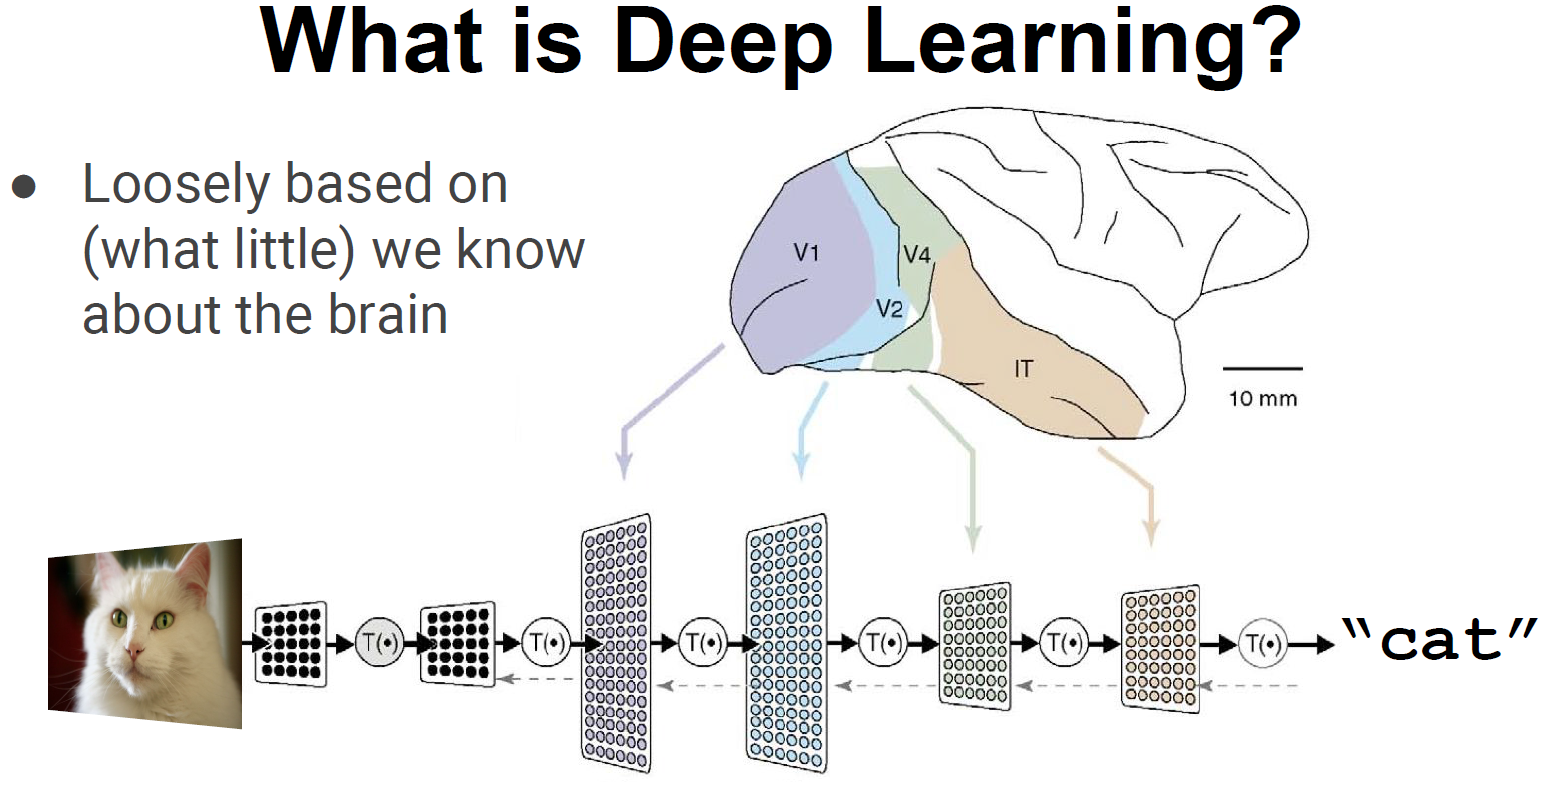 What is Deep Learning?
● Loosely based on
(what little) we know
about the brain
V1
V4
V2
IT
10 mm
T(•) T(•) T(•) T(•) T(•) T(•) “cat”